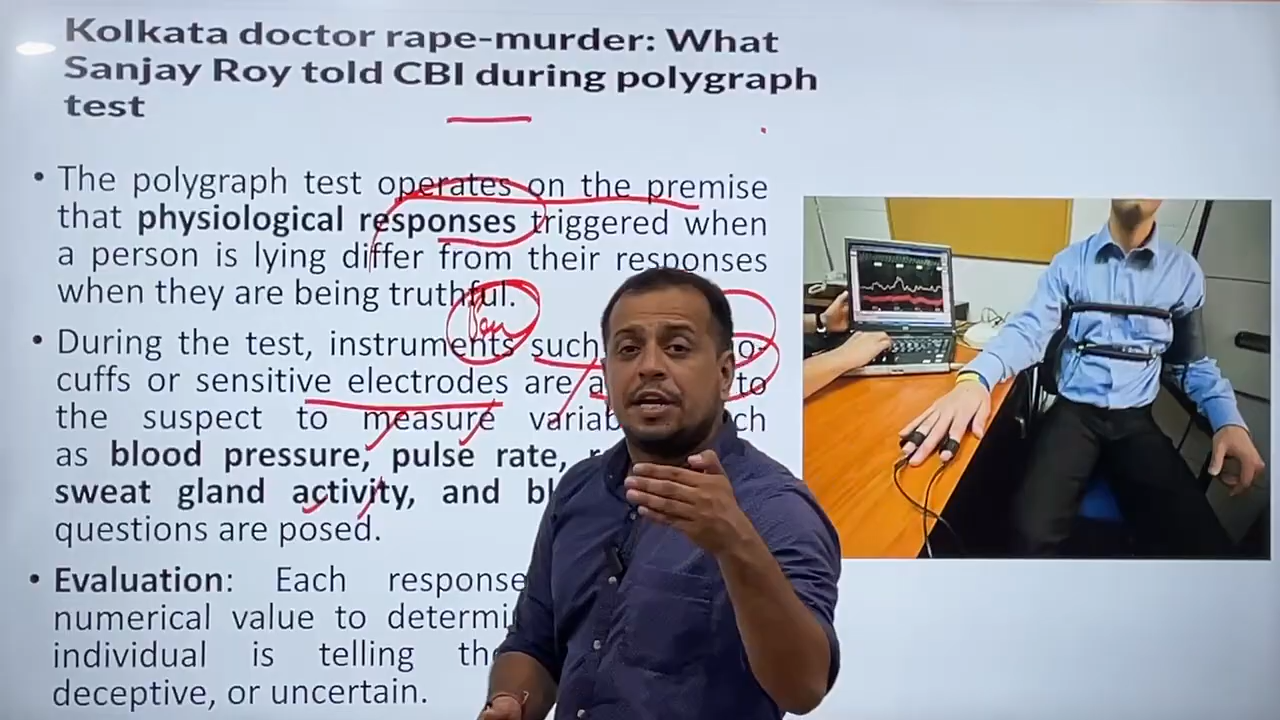 Kolkata doctor rape-murder: What
Sanjay Roy told CBI during polygraph
test
• The polygraph test operates on the premise
that physiological responses triggered when
a person is lying differ from their responses
when they are being truthful.
• During the test, instruments such
cuffs or sensitive electrodes are to
the suspect to measure
as blood pressure, pulse rate,
sweat gland activity, and
questions are posed.
• Evaluation: Each response
numerical value to
individual is telling
deceptive, or uncertain.